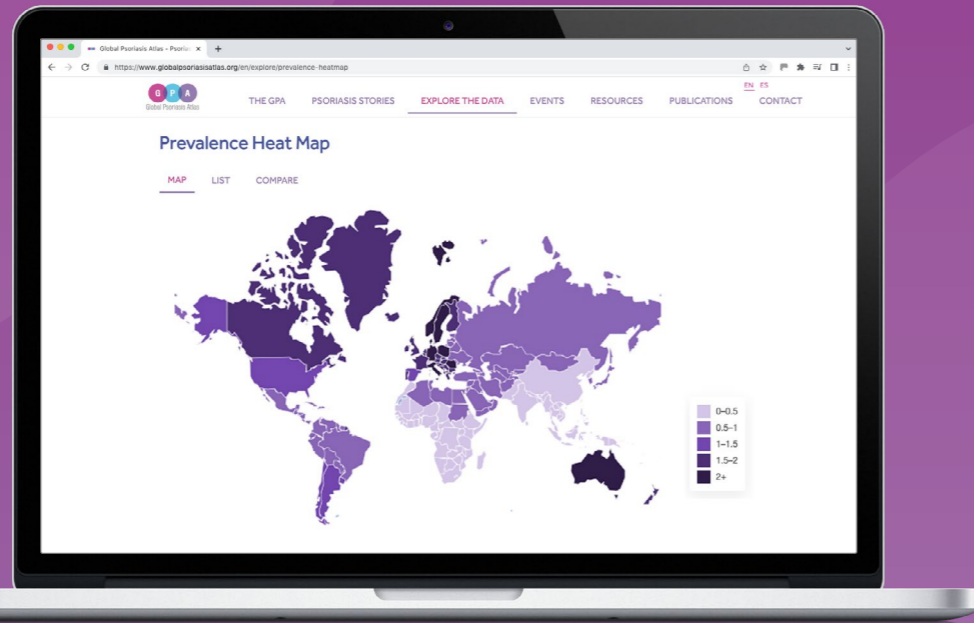 Global Psoriasis Atlas - Psoria
https://www.globalpsoriasisatlas.org/en/explore/prevalence-heatmap
EN ES
G P A
Global Psoriasis Atlas
THE GPA PSORIASIS STORIES EXPLORE THE DATA EVENTS RESOURCES PUBLICATIONS CONTACT
Prevalence Heat Map
MAP LIST COMPARE
0–0.5
0.5–1
1–1.5
1.5–2
2+